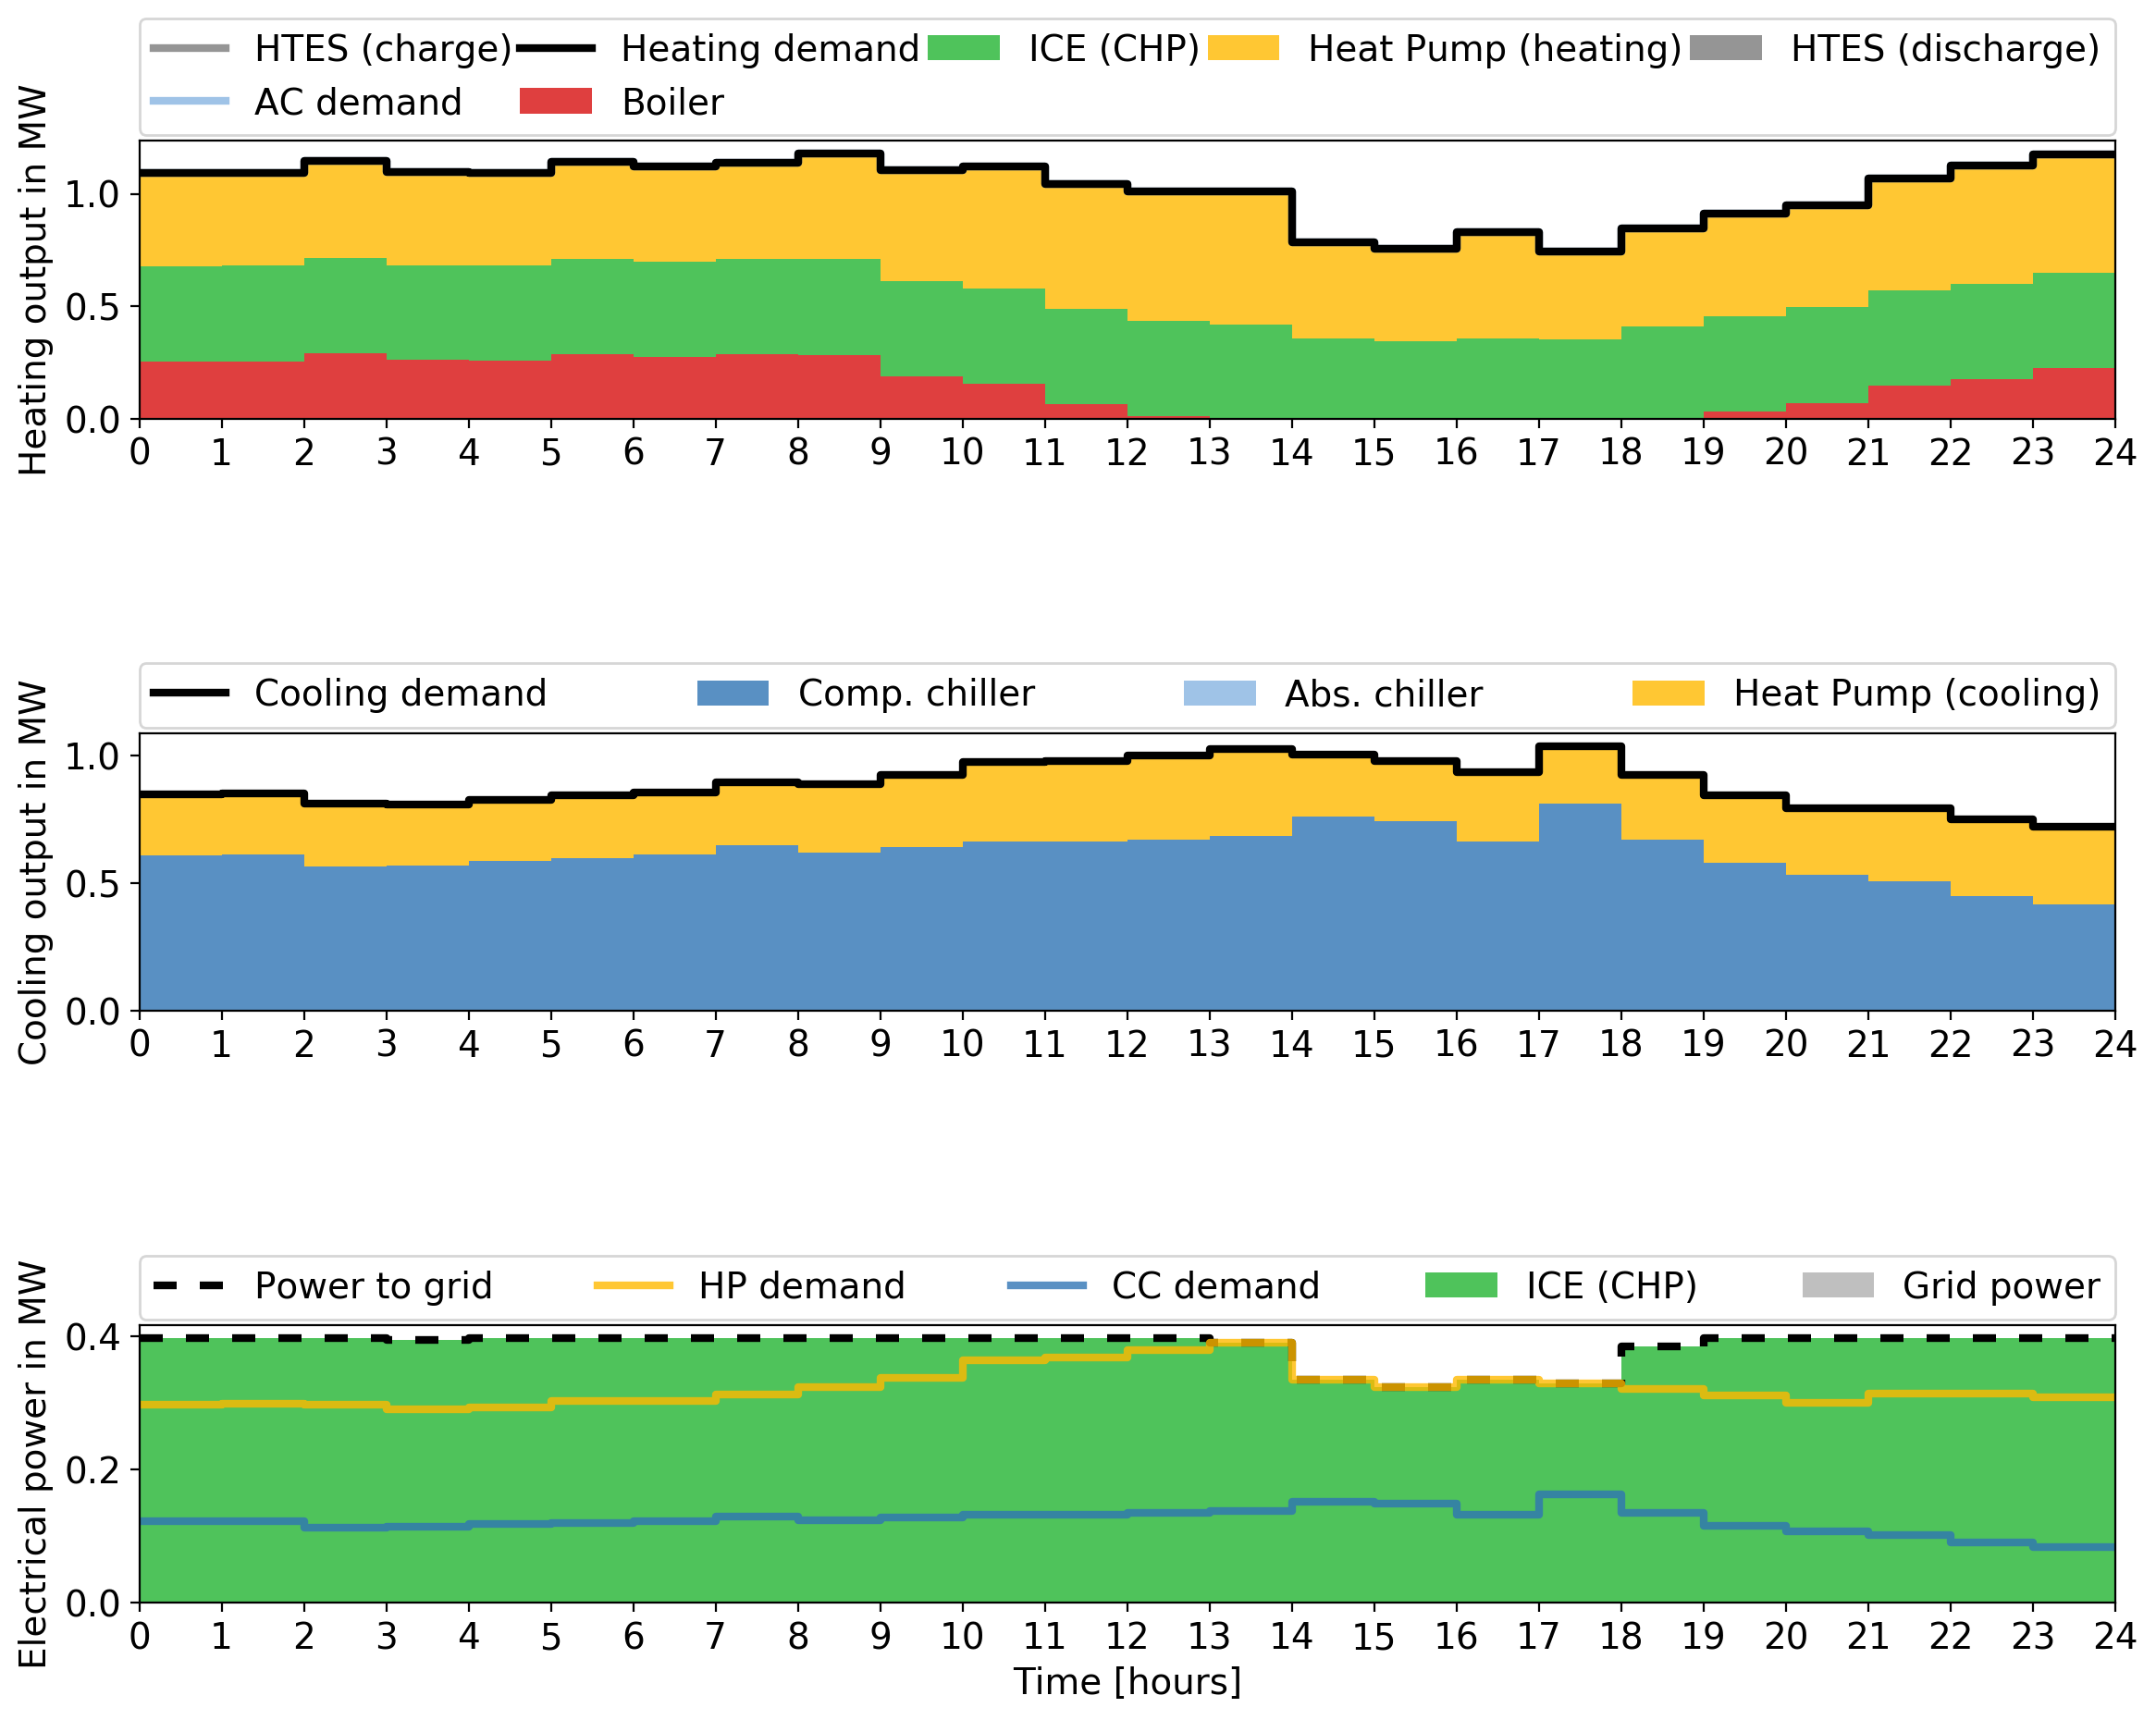 HTES (charge) Heating demand ICE (CHP) Heat Pump (heating) HTES (discharge)
AC demand Boiler
Heating output in MW
1.0
0.5
0.0
0 1 2 3 4 5 6 7 8 9 10 11 12 13 14 15 16 17 18 19 20 21 22 23 24
Cooling demand Comp. chiller Abs. chiller Heat Pump (cooling)
Cooling output in MW
1.0
0.5
0.0
0 1 2 3 4 5 6 7 8 9 10 11 12 13 14 15 16 17 18 19 20 21 22 23 24
Power to grid HP demand CC demand ICE (CHP) Grid power
Electrical power in MW
0.4
0.2
0.0
0 1 2 3 4 5 6 7 8 9 10 11 12 13 14 15 16 17 18 19 20 21 22 23 24
Time [hours]